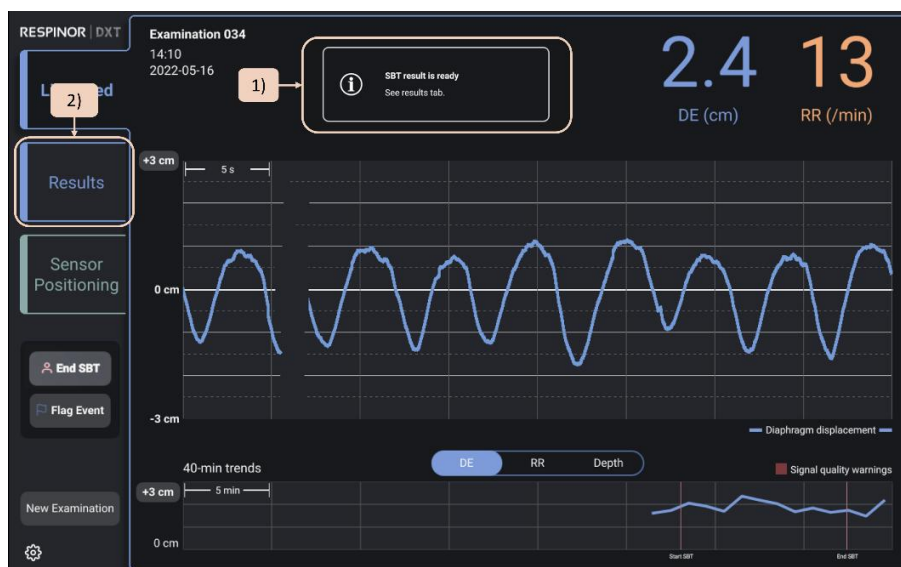 RESPINOR | DXT
Examination 034
14:10
2022-05-16
1)
SBT result is ready
See results tab.
2.4
DE (cm)
13
RR (/min)
2)
Results
Sensor
Positioning
End SBT
Flag Event
New Examination
+3 cm
5 s
0 cm
-3 cm
Diaphragm displacement
40-min trends
DE
RR
Depth
Signal quality warnings
+3 cm
5 min
0 cm
Start SBT
End SBT